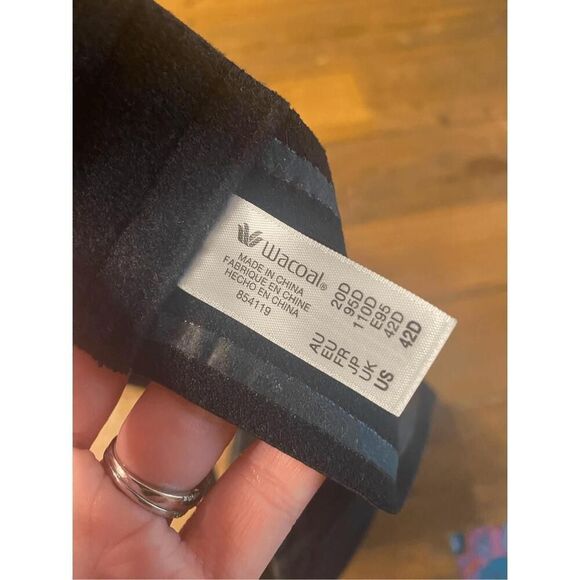 Wacoal®
MADE IN CHINA
FABRIQUE EN CHINE
HECHO EN CHINA
854119
AU 20D
EU 95D
FR 110D
JP E95
UK 42D
US 42D